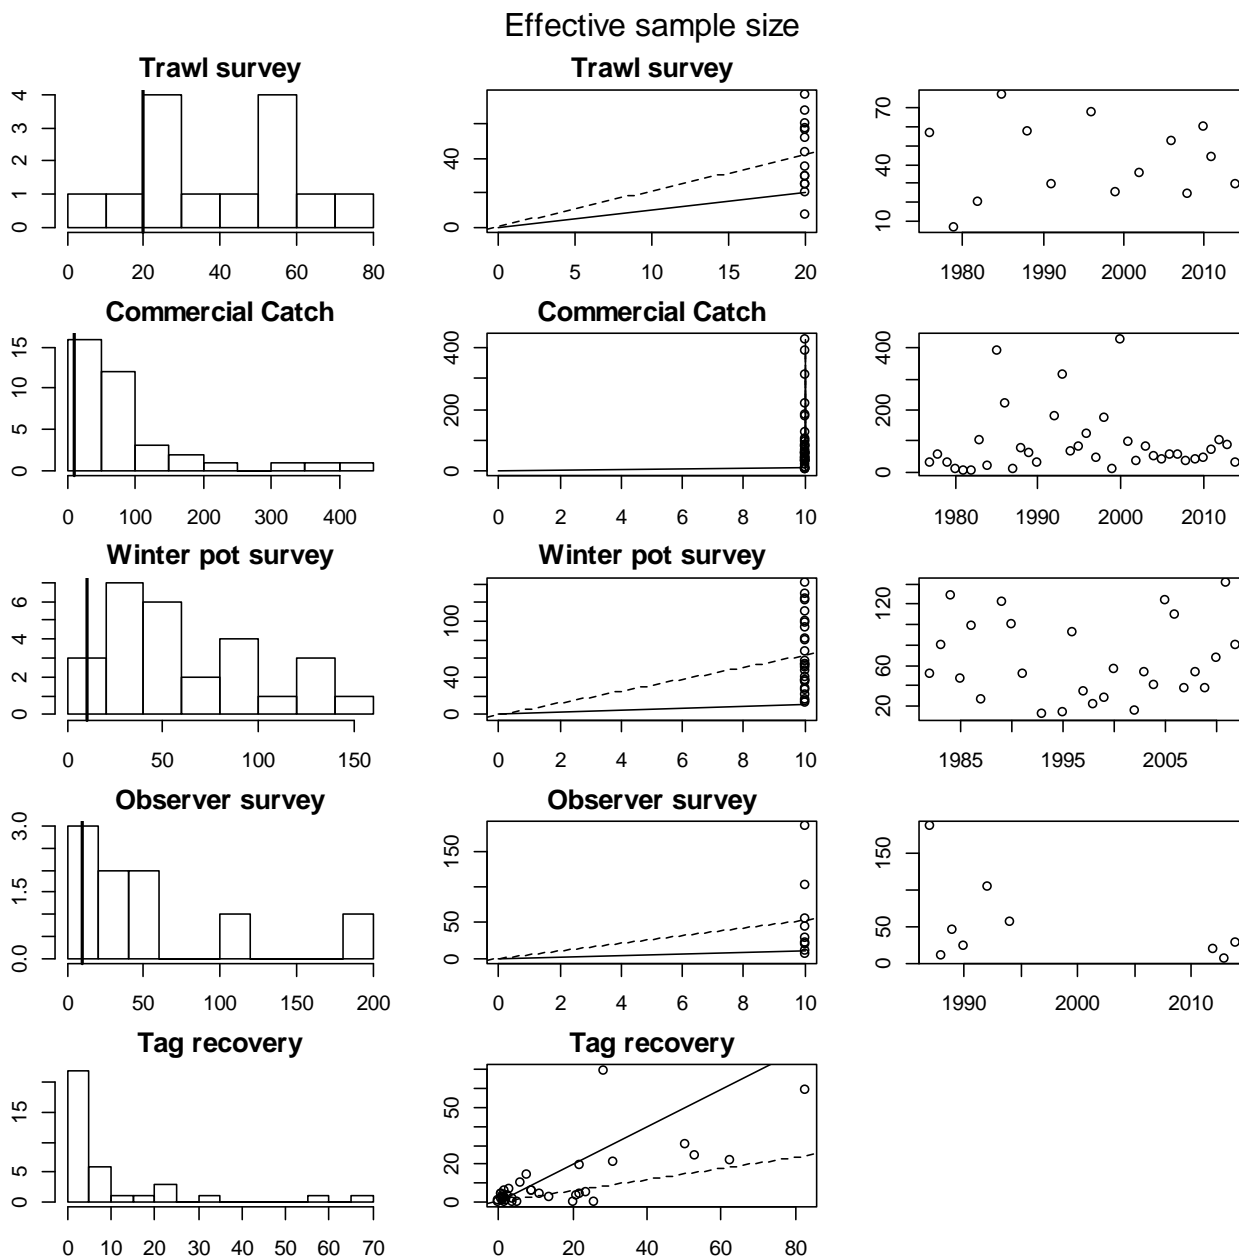 Effective sample size
Trawl survey
Trawl survey
4
3
2
1
0
0 20 40 60 80
40
0
0 5 10 15 20
70
40
10
1980 1990 2000 2010
Commercial Catch
Commercial Catch
15
10
5
0
0 100 200 300 400
400
200
0
0 2 4 6 8 10
400
200
0
1980 1990 2000 2010
Winter pot survey
Winter pot survey
6
4
2
0
0 50 100 150
100
40
0
0 2 4 6 8 10
120
60
20
1985 1995 2005
Observer survey
Observer survey
3.0
1.5
0.0
0 50 100 150 200
150
50
0
0 2 4 6 8 10
150
50
0
1990 2000 2010
Tag recovery
Tag recovery
15
5
0
0 10 20 30 40 50 60 70
50
20
0
0 20 40 60 80